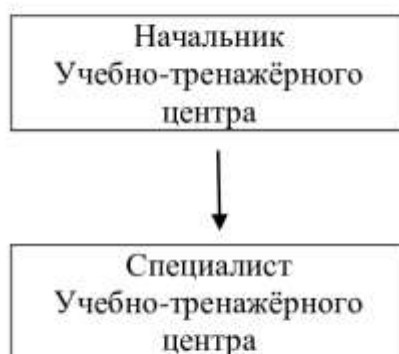 Начальник
Учебно-тренажёрного
центра
Специалист
Учебно-тренажёрного
центра